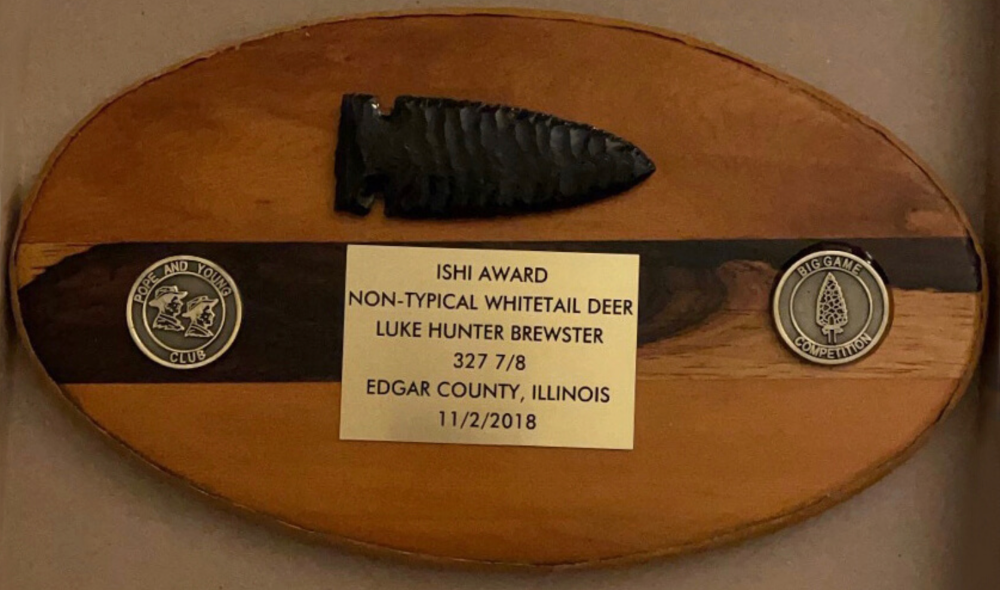 POPE AND YOUNG
CLUB
ISHI AWARD
NON-TYPICAL WHITETAIL DEER
LUKE HUNTER BREWSTER
327 7/8
EDGAR COUNTY, ILLINOIS
11/2/2018
BIG GAME
COMPETITION